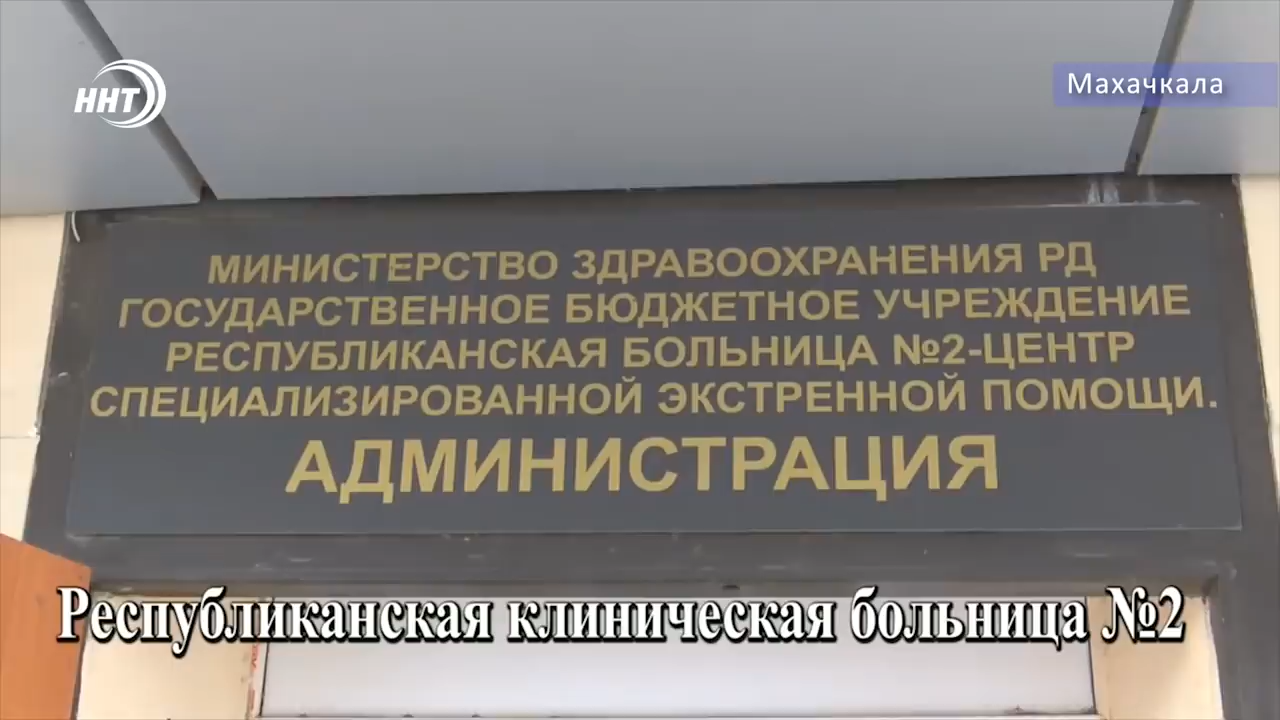 ННТ
Махачкала
МИНИСТЕРСТВО ЗДРАВООХРАНЕНИЯ РД
ГОСУДАРСТВЕННОЕ БЮДЖЕТНОЕ УЧРЕЖДЕНИЕ
РЕСПУБЛИКАНСКАЯ БОЛЬНИЦА №2-ЦЕНТР
СПЕЦИАЛИЗИРОВАННОЙ ЭКСТРЕННОЙ ПОМОЩИ.
АДМИНИСТРАЦИЯ
Республиканская клиническая больница №2